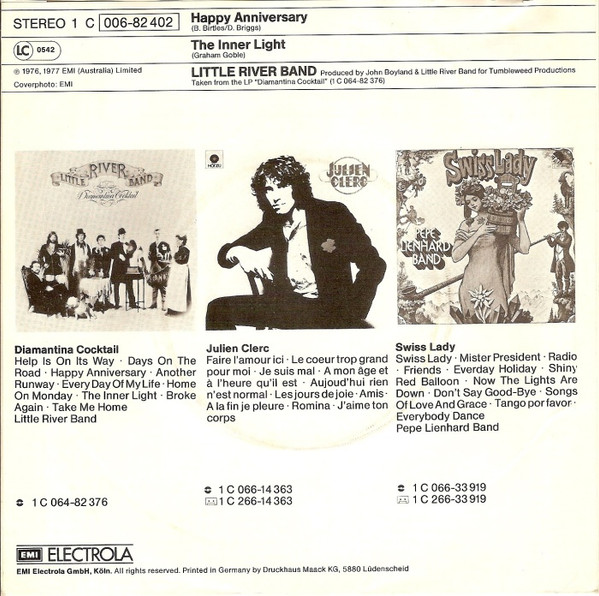 STEREO 1 C 006-82 402
Happy Anniversary
(B. Birtles/D. Briggs)
LC 0542
The Inner Light
(Graham Goble)
℗ 1976, 1977 EMI (Australia) Limited
Coverphoto: EMI
LITTLE RIVER BAND Produced by John Boyland & Little River Band for Tumbleweed Productions
Taken from the LP "Diamantina Cocktail" (1 C 064-82 376)
LITTLE RIVER BAND
Diamantina Cocktail
HÖRZU
JULIEN
CLERC
Swiss Lady
PEPE
LIENHARD
BAND
Diamantina Cocktail
Help Is On Its Way · Days On The
Road · Happy Anniversary · Another
Runway · Every Day Of My Life · Home
On Monday · The Inner Light · Broke
Again · Take Me Home
Little River Band
1 C 064-82 376
Julien Clerc
Faire l'amour ici · Le coeur trop grand
pour moi · Je suis mal · A mon âge et
à l'heure qu'il est · Aujoud'hui rien
n'est normal · Les jours de joie · Amis ·
A la fin je pleure · Romina · J'aime ton
corps
1 C 066-14 363
1 C 266-14 363
Swiss Lady
Swiss Lady · Mister President · Radio
· Friends · Everday Holiday · Shiny
Red Balloon · Now The Lights Are
Down · Don't Say Good-Bye · Songs
Of Love And Grace · Tango por favor ·
Everybody Dance
Pepe Lienhard Band
1 C 066-33 919
1 C 266-33 919
EMI ELECTROLA
EMI Electrola GmbH, Köln. All rights reserved. Printed in Germany by Druckhaus Maack KG, 5880 Lüdenscheid